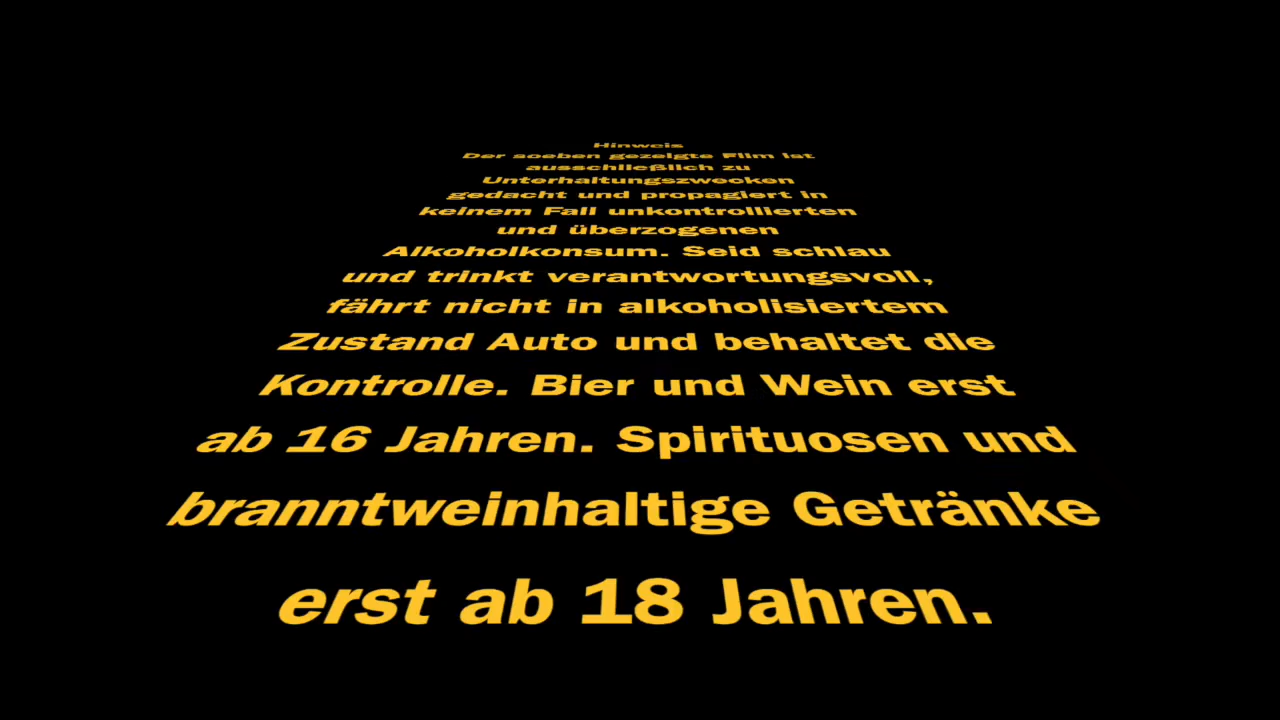 Hinweis
Der soeben gezeigte Film ist
ausschließlich zu
Unterhaltungszwecken
gedacht und propagiert in
keinem Fall unkontrollierten
und überzogenen
Alkoholkonsum. Seid schlau
und trinkt verantwortungsvoll,
fährt nicht in alkoholisiertem
Zustand Auto und behaltet die
Kontrolle. Bier und Wein erst
ab 16 Jahren. Spirituosen und
branntweinhaltige Getränke
erst ab 18 Jahren.